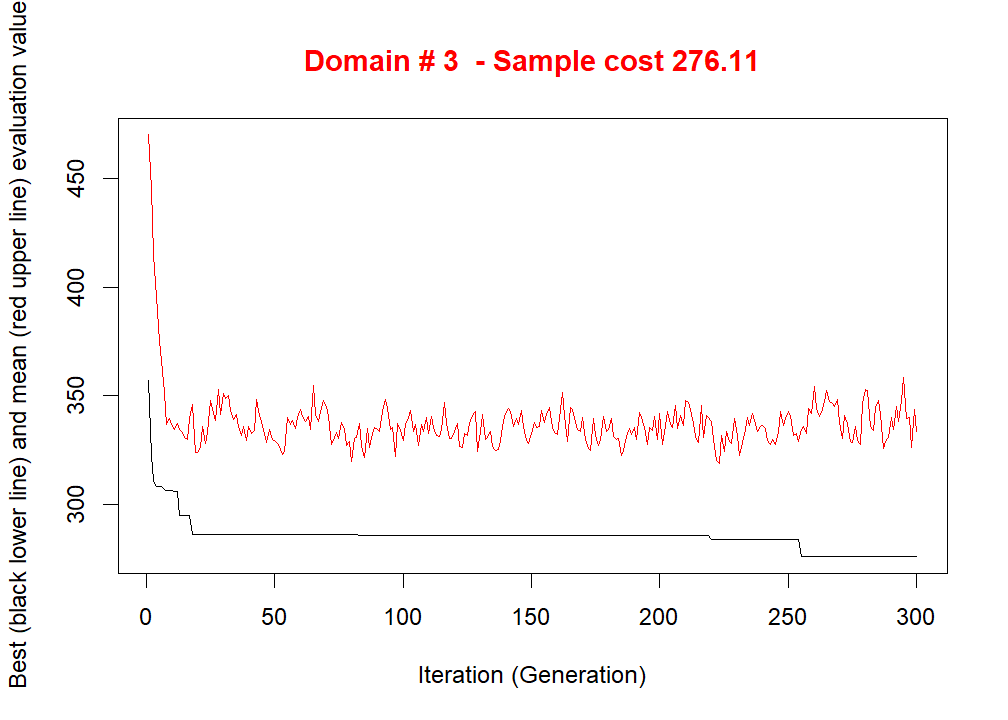 Domain # 3  - Sample cost 276.11
Best (black lower line) and mean (red upper line) evaluation value
450
400
350
300
0 50 100 150 200 250 300
Iteration (Generation)